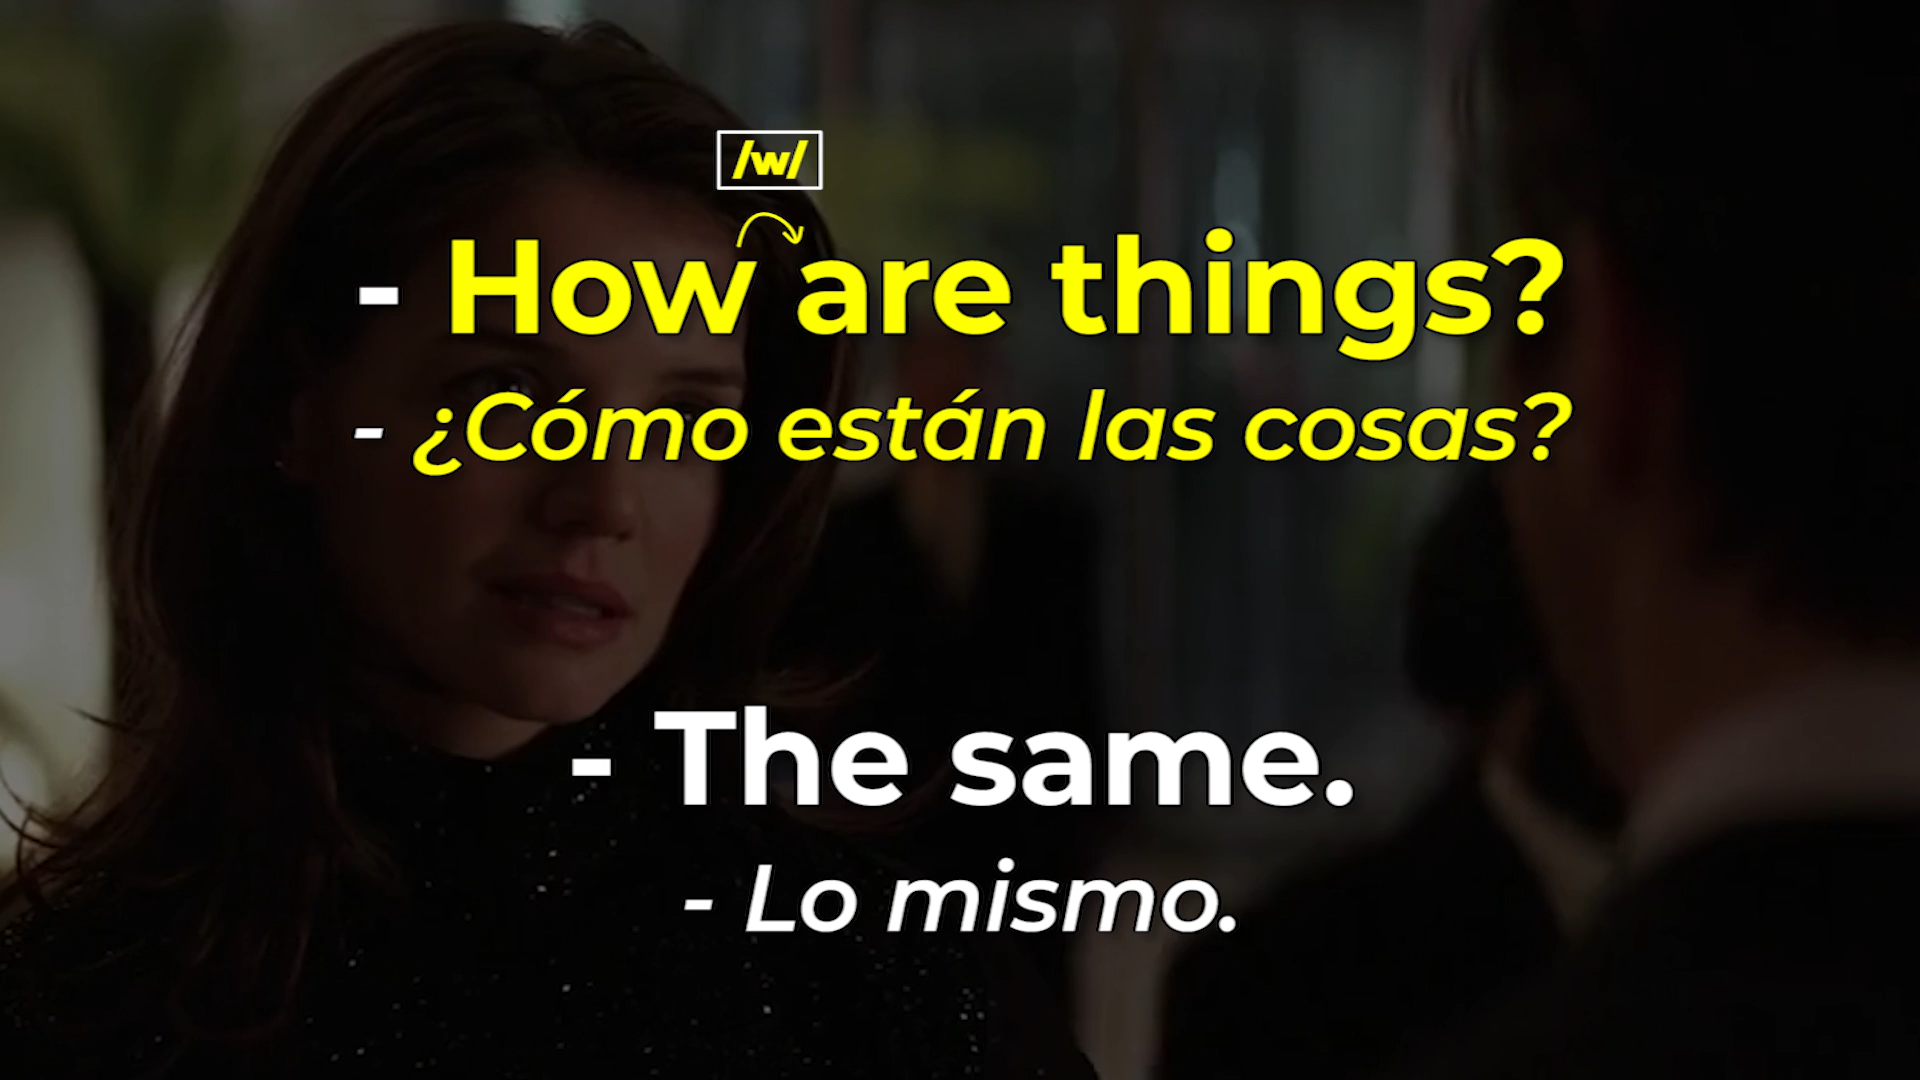 /w/
- How are things?
- ¿Cómo están las cosas?
- The same.
- Lo mismo.